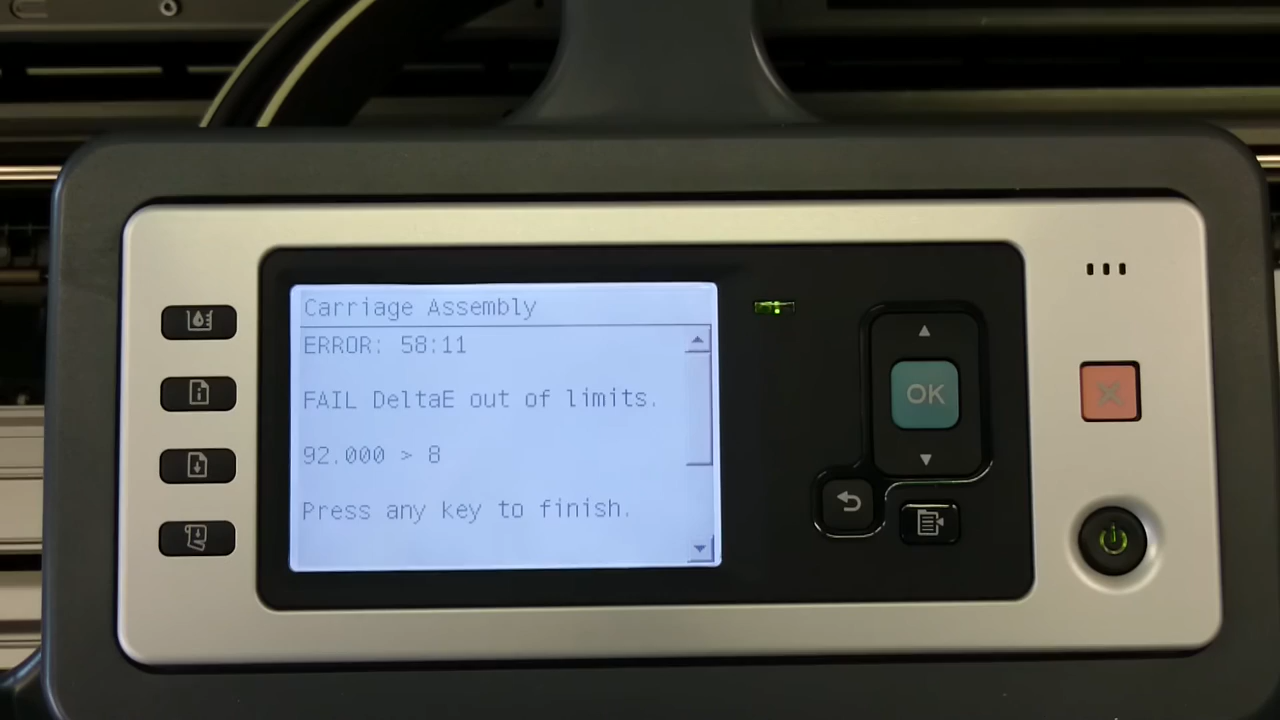 Carriage Assembly
ERROR: 58:11
FAIL DeltaE out of limits.
92.000 > 8
Press any key to finish.
OK